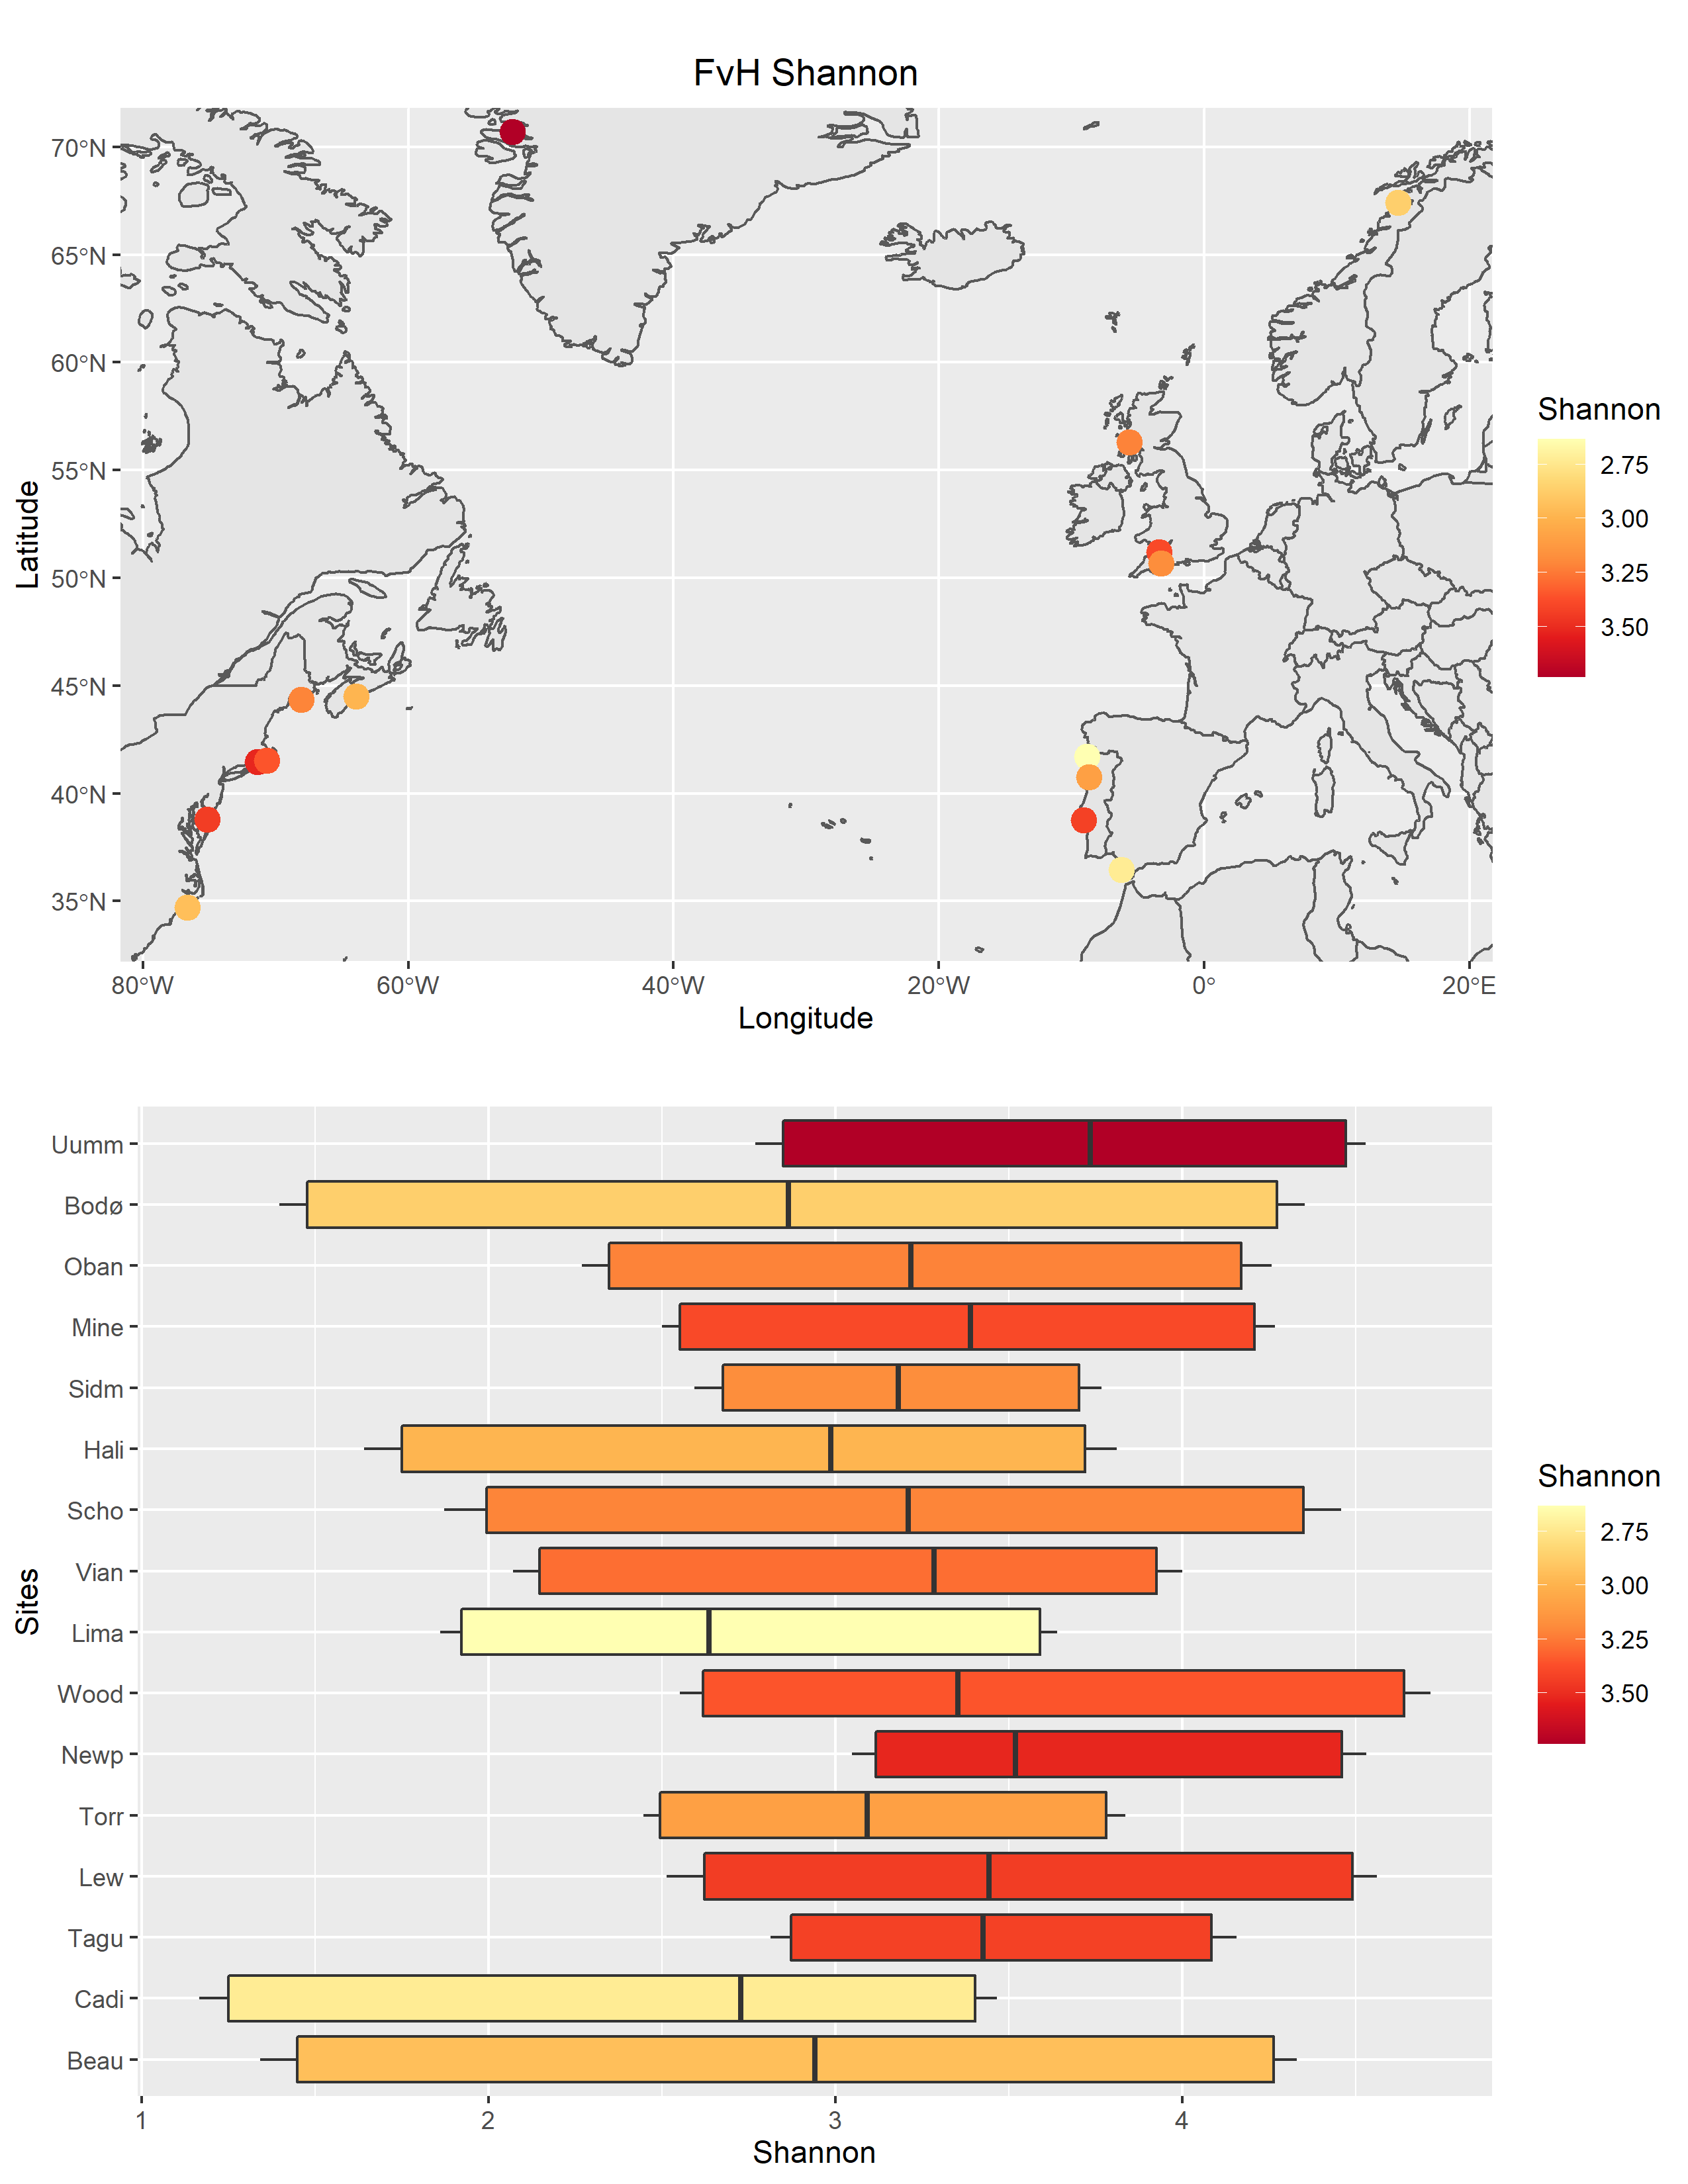 FvH Shannon
70°N
65°N
60°N
55°N
50°N
45°N
40°N
35°N
Latitude
80°W 60°W 40°W 20°W 0° 20°E
Longitude
Shannon
2.75
3.00
3.25
3.50
Uumm
Bodø
Oban
Mine
Sidm
Hali
Scho
Vian
Lima
Wood
Newp
Torr
Lew
Tagu
Cadi
Beau
Sites
1 2 3 4
Shannon
Shannon
2.75
3.00
3.25
3.50